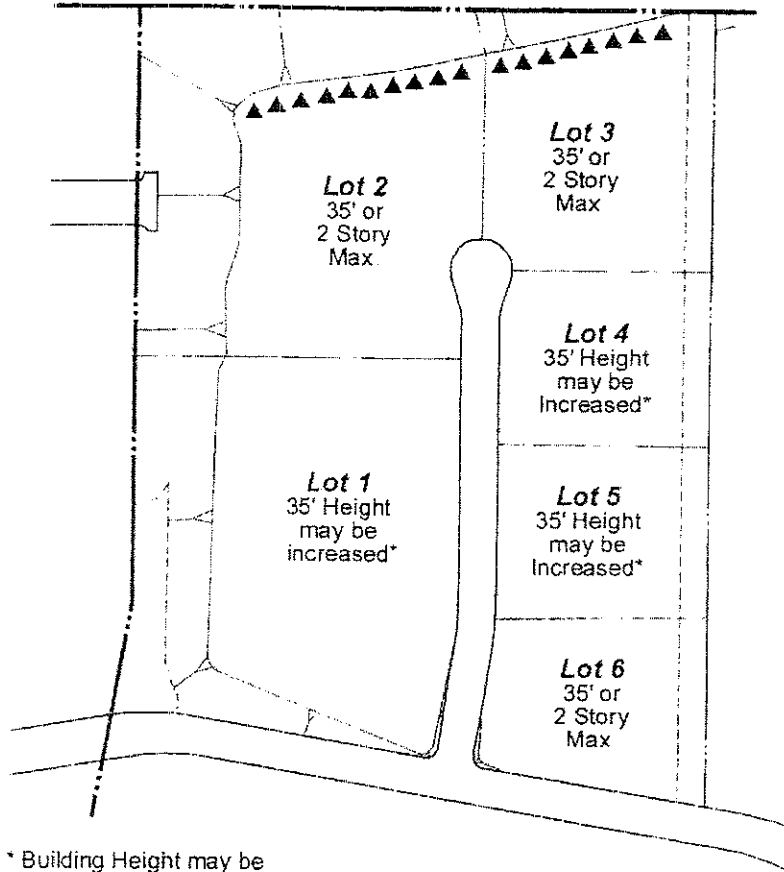 Lot 3
35' or
2 Story
Max
Lot 2
35' or
2 Story
Max
Lot 4
35' Height
may be
Increased*
Lot 1
35' Height
may be
increased*
Lot 5
35' Height
may be
Increased*
Lot 6
35' or
2 Story
Max
* Building Height may be